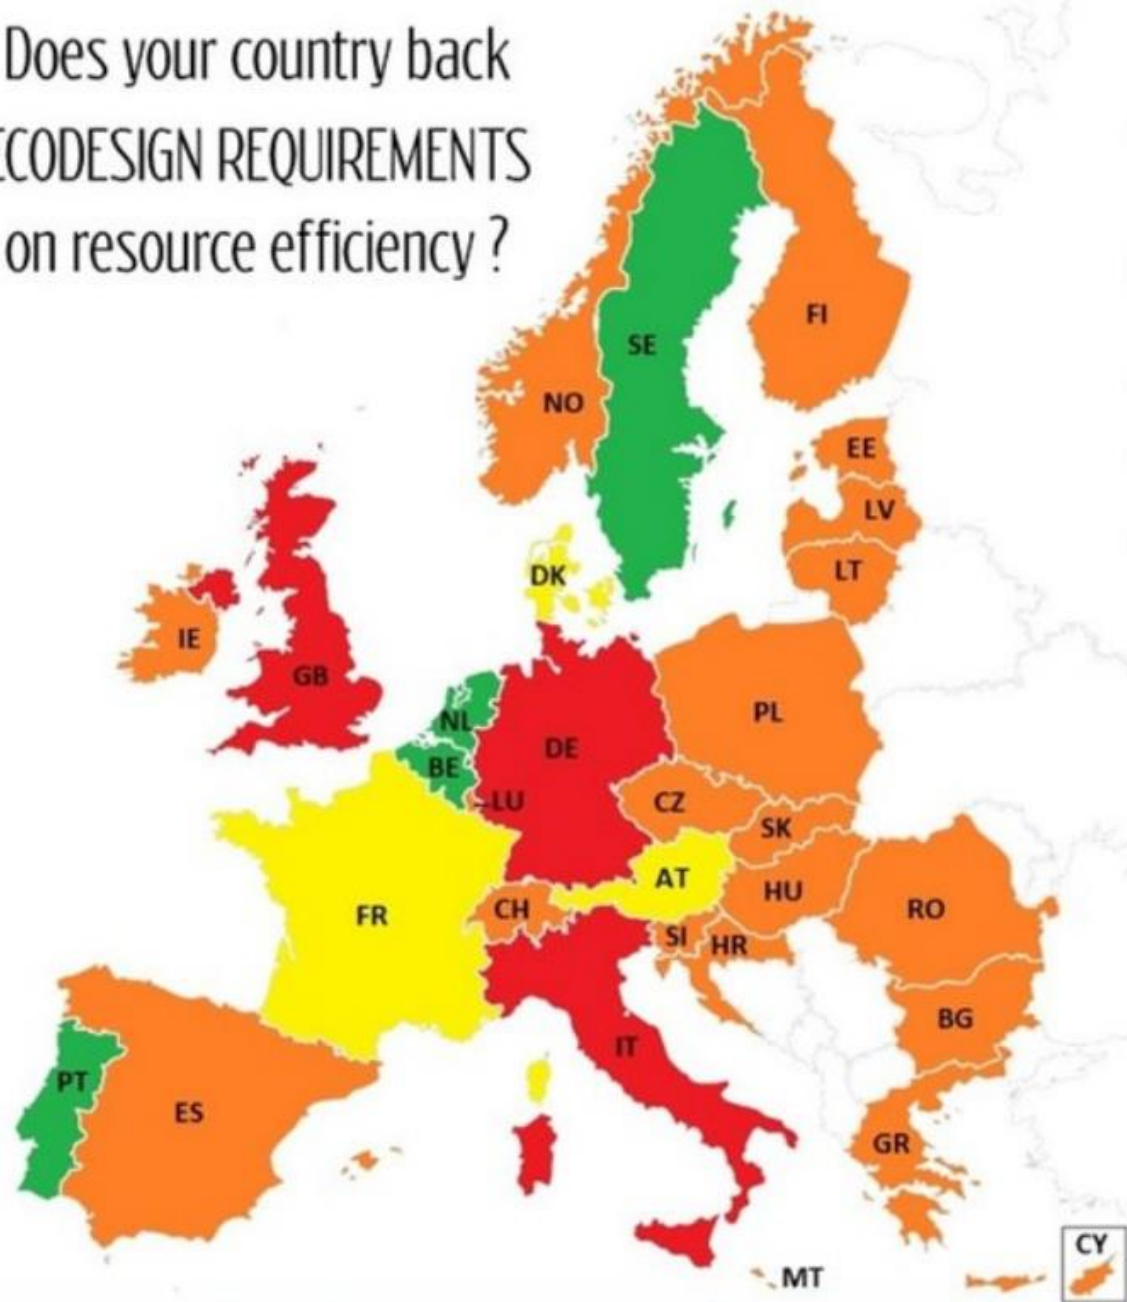 Does your country back
ECODESIGN REQUIREMENTS
on resource efficiency ?
FI
SE
NO
EE
LV
LT
DK
IE
GB
NL
PL
DE
BE
LU
CZ
SK
AT
HU
FR
CH
RO
SI
HR
BG
IT
PT
ES
GR
CY
MT